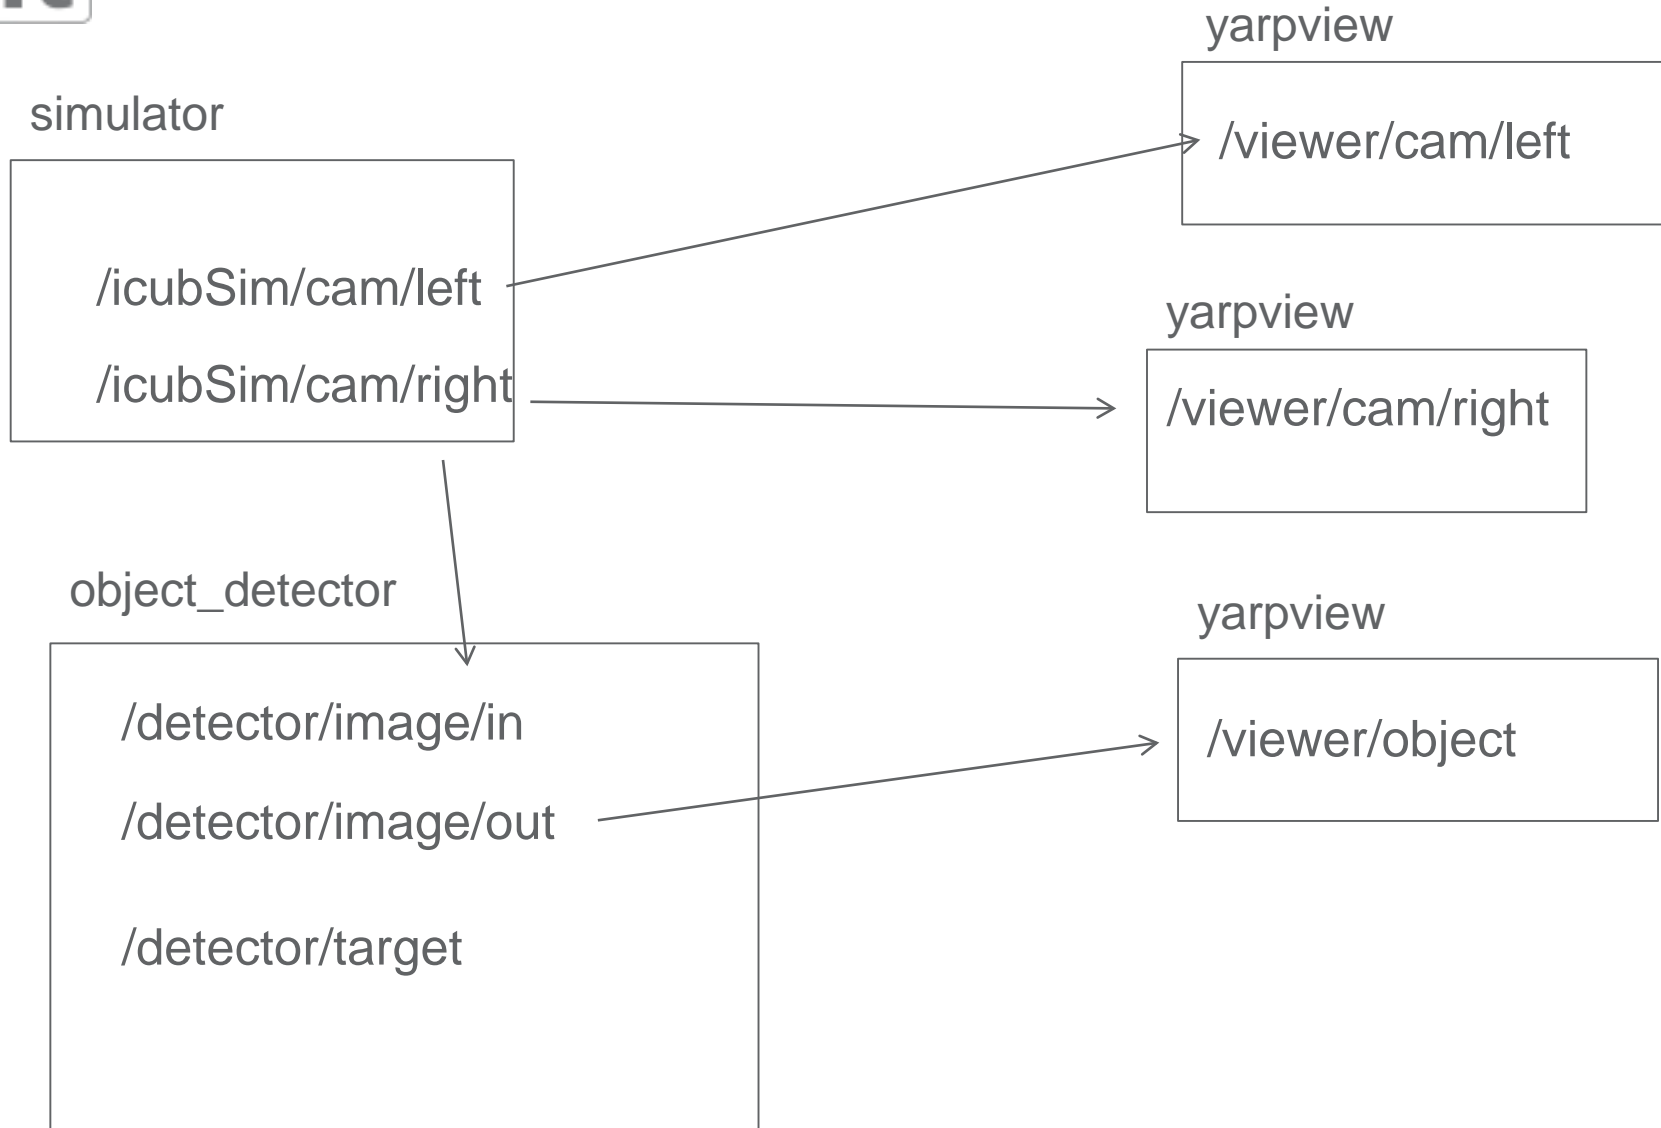 yarpview
simulator
/viewer/cam/left
/icubSim/cam/left
yarpview
/icubSim/cam/right
/viewer/cam/right
object_detector
yarpview
/detector/image/in
/viewer/object
/detector/image/out
/detector/target